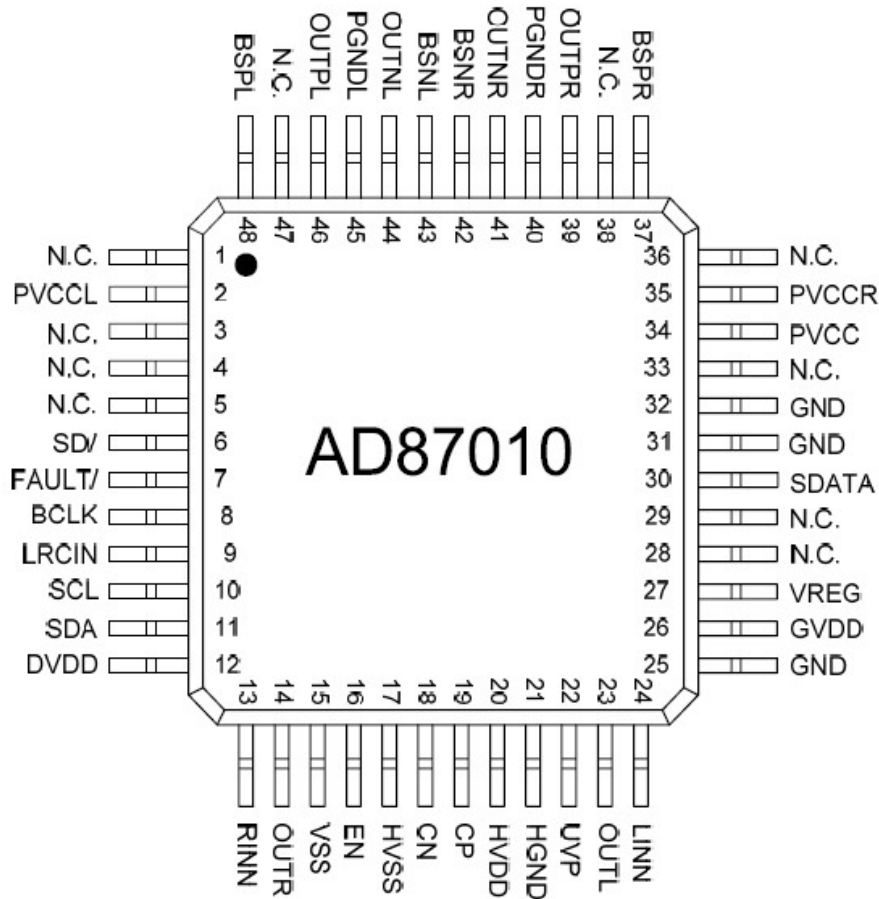 BSPL N.C. OUTPL PGNDL OUTNL BSNL BSNR OUTNR PGNDR OUTPR N.C. BSPR
48 47 46 45 44 43 42 41 40 39 38 37
N.C. 1 36 N.C.
PVCCL 2 35 PVCCR
N.C. 3 34 PVCC
N.C. 4 33 N.C.
N.C. 5 32 GND
SD/ 6 31 GND
AD87010
FAULT/ 7 30 SDATA
BCLK 8 29 N.C.
LRCIN 9 28 N.C.
SCL 10 27 VREG
SDA 11 26 GVDD
DVDD 12 25 GND
13 14 15 16 17 18 19 20 21 22 23 24
RINN OUTR VSS EN HVSS CN CP HVDD HGND UVP OUTL LINN